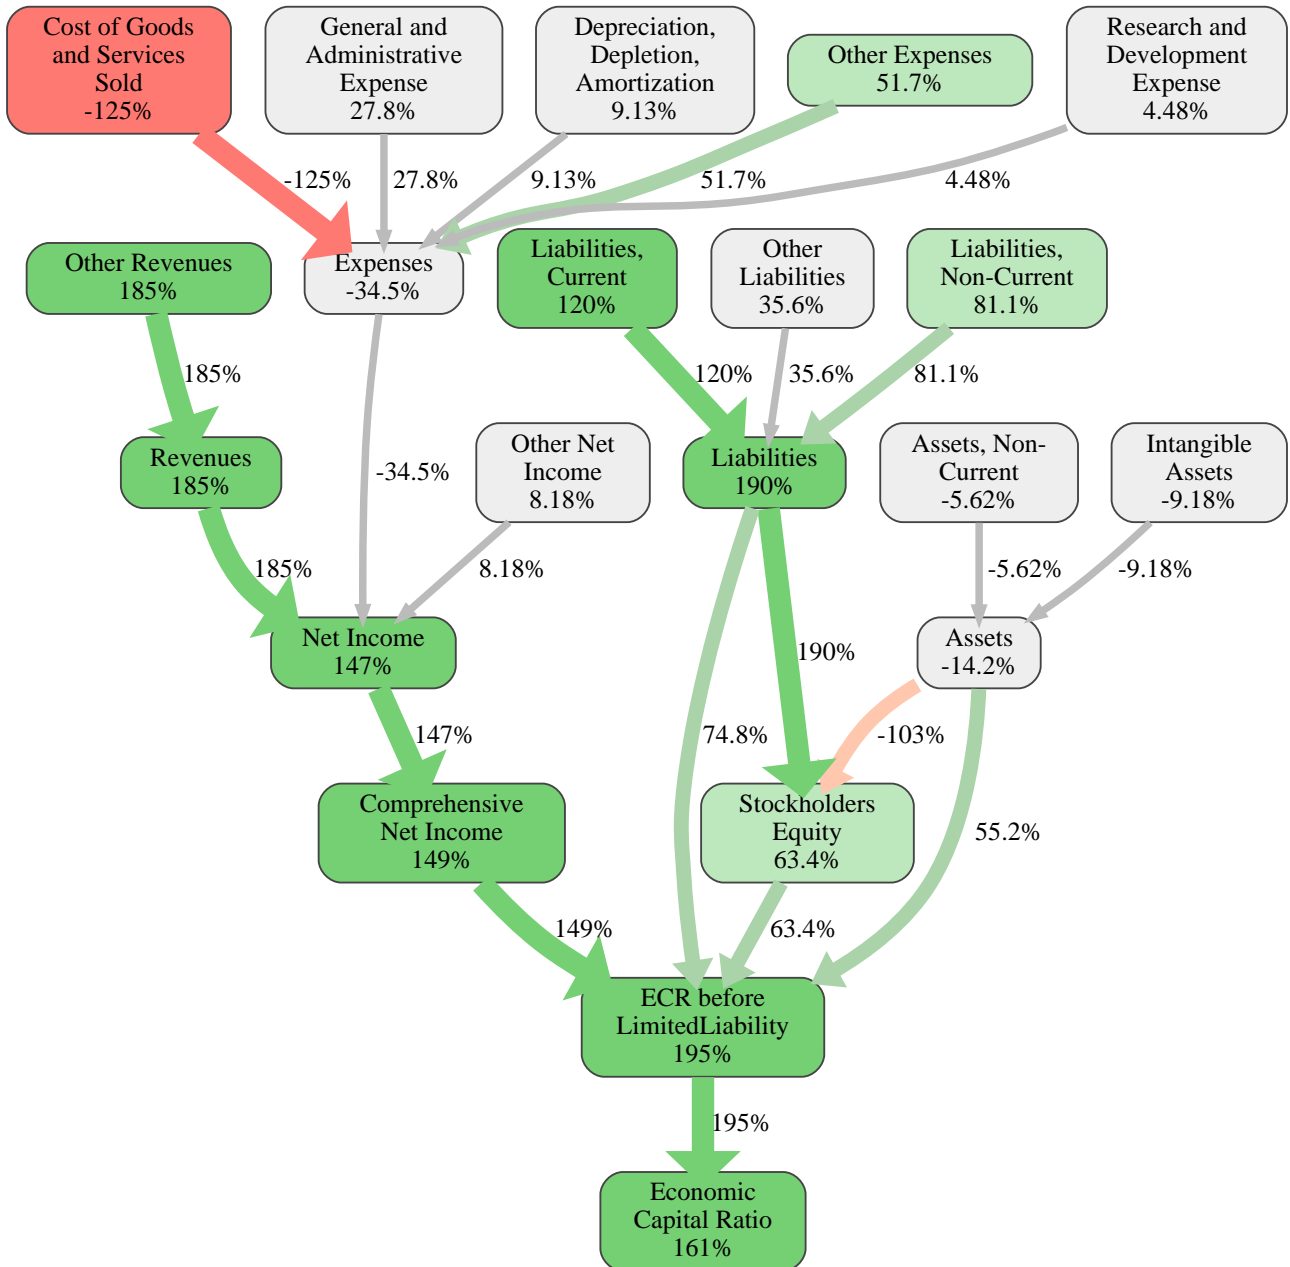 Cost of Goods
and Services
Sold
-125%
General and
Administrative
Expense
27.8%
Depreciation,
Depletion,
Amortization
9.13%
Other Expenses
51.7%
Research and
Development
Expense
4.48%
-125%
27.8%
9.13%
51.7%
4.48%
Other Revenues
185%
Expenses
-34.5%
Liabilities,
Current
120%
Other
Liabilities
35.6%
Liabilities,
Non-Current
81.1%
185%
120%
35.6%
81.1%
Revenues
185%
-34.5%
Other Net
Income
8.18%
Liabilities
190%
Assets, Non-
Current
-5.62%
Intangible
Assets
-9.18%
185%
8.18%
-5.62%
-9.18%
Net Income
147%
190%
Assets
-14.2%
147%
74.8%
-103%
Comprehensive
Net Income
149%
Stockholders
Equity
63.4%
55.2%
149%
63.4%
ECR before
LimitedLiability
195%
195%
Economic
Capital Ratio
161%